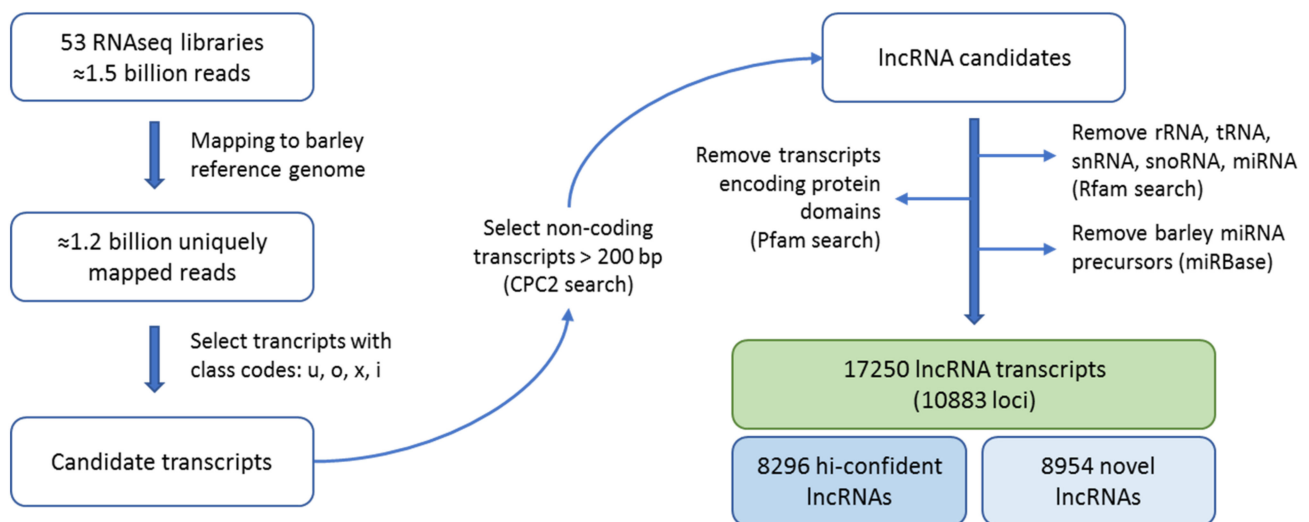 53 RNAseq libraries
≈1.5 billion reads
Mapping to barley
reference genome
≈1.2 billion uniquely
mapped reads
Select trancripts with
class codes: u, o, x, i
Candidate transcripts
Select non-coding
transcripts > 200 bp
(CPC2 search)
lncRNA candidates
Remove transcripts
encoding protein
domains
(Pfam search)
Remove rRNA, tRNA,
snRNA, snoRNA, miRNA
(Rfam search)
Remove barley miRNA
precursors (miRBase)
17250 lncRNA transcripts
(10883 loci)
8296 hi-confident
lncRNAs
8954 novel
lncRNAs